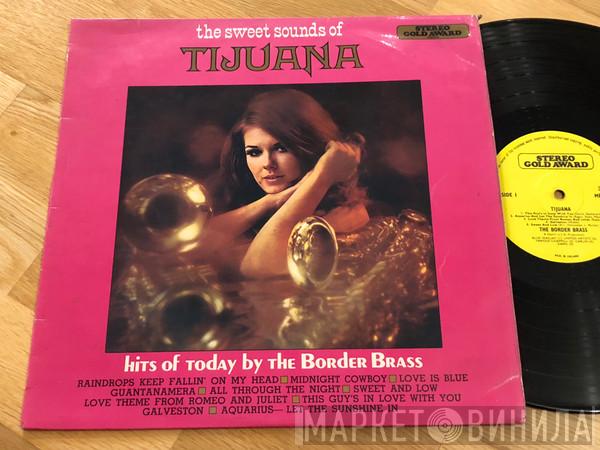 the sweet sounds of
TIJUANA
STEREO
GOLD AWARD
hits of today by the Border Brass
RAINDROPS KEEP FALLIN' ON MY HEAD MIDNIGHT COWBOY LOVE IS BLUE
GUANTANAMERA ALL THROUGH THE NIGHT SWEET AND LOW
LOVE THEME FROM ROMEO AND JULIET THIS GUY'S IN LOVE WITH YOU
GALVESTON AQUARIUS— LET THE SUNSHINE IN
STEREO
GOLD AWARD
SIDE 1
TIJUANA
THE BORDER BRASS
МАРКЕТ ВИНИЛА